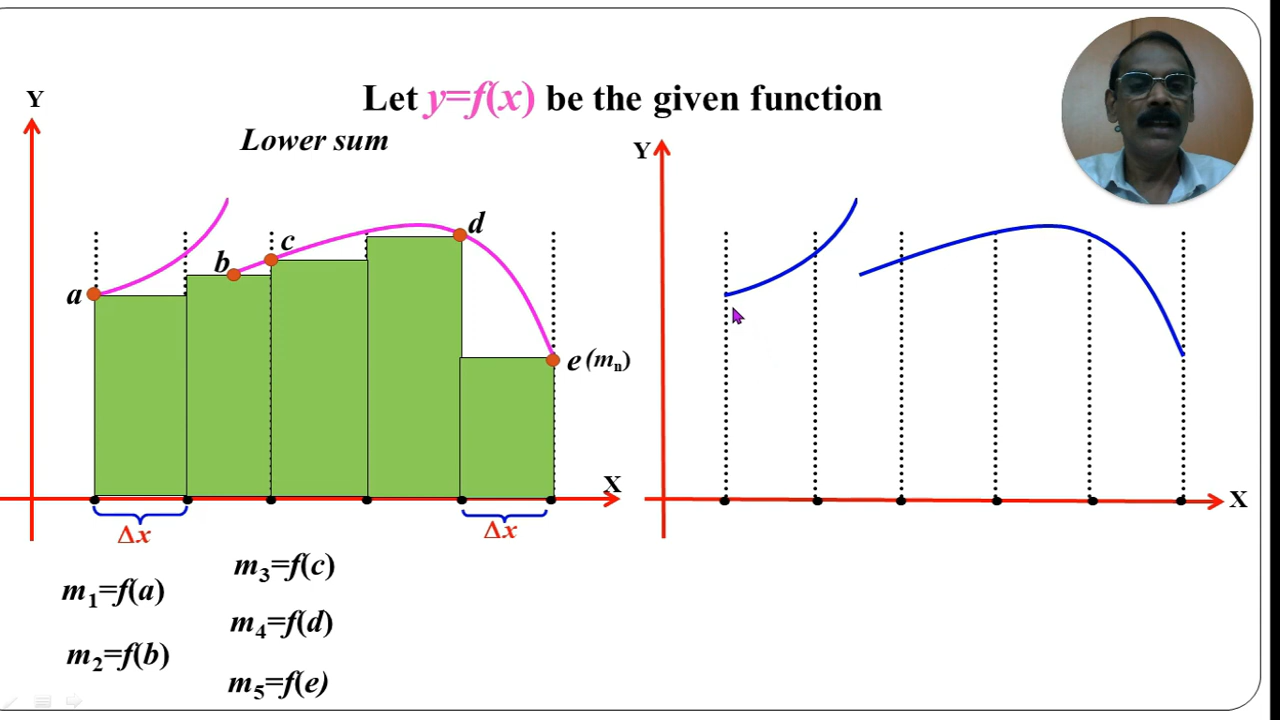 Let y=f(x) be the given function
Lower sum
Y
a
b
c
d
e (mn)
X
Δx
Δx
m1=f(a)
m2=f(b)
m3=f(c)
m4=f(d)
m5=f(e)
Y
X